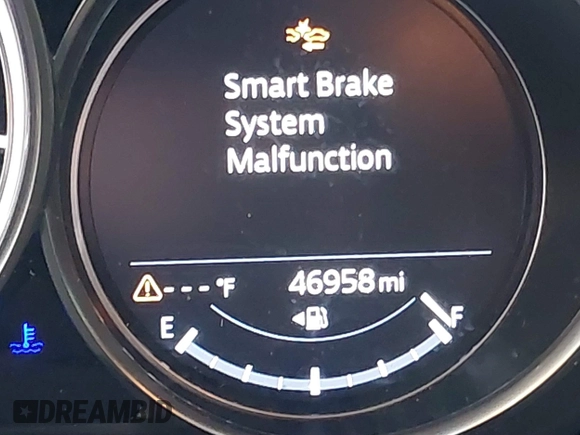 Smart Brake
System
Malfunction
---°F 46958 mi
E F
DREAMBID